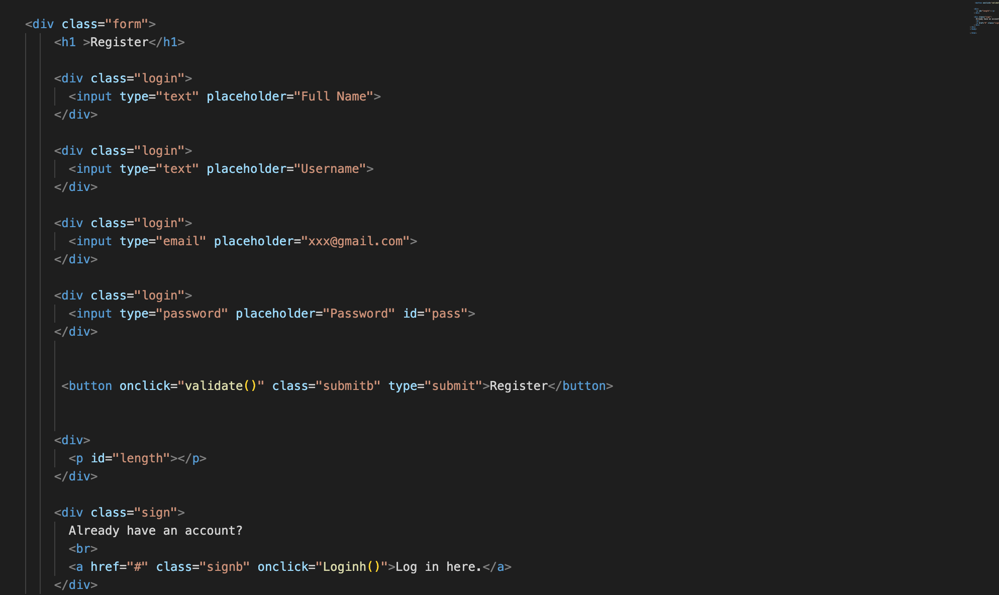 <div class="form">
<h1 >Register</h1>
<div class="login">
<input type="text" placeholder="Full Name">
</div>
<div class="login">
<input type="text" placeholder="Username">
</div>
<div class="login">
<input type="email" placeholder="xxx@gmail.com">
</div>
<div class="login">
<input type="password" placeholder="Password" id="pass">
</div>
<button onclick="validate()" class="submitb" type="submit">Register</button>
<div>
<p id="length"></p>
</div>
<div class="sign">
Already have an account?
<br>
<a href="#" class="signb" onclick="Loginh()">Log in here.</a>
</div>